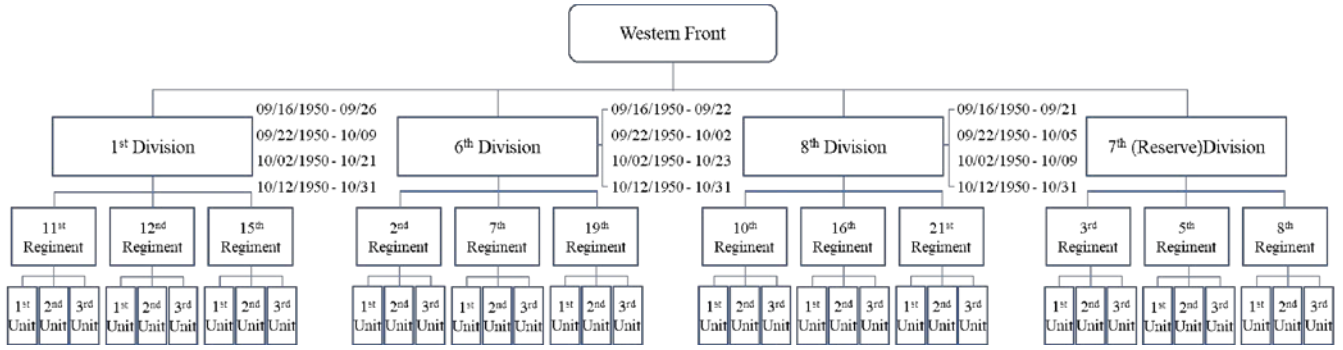 Western Front
09/16/1950 - 09/26
09/22/1950 - 10/09
10/02/1950 - 10/21
10/12/1950 - 10/31
09/16/1950 - 09/22
09/22/1950 - 10/02
10/02/1950 - 10/23
10/12/1950 - 10/31
09/16/1950 - 09/21
09/22/1950 - 10/05
10/02/1950 - 10/09
10/12/1950 - 10/31
1st Division
6th Division
8th Division
7th (Reserve)Division
11st
Regiment
12nd
Regiment
15th
Regiment
2nd
Regiment
7th
Regiment
19th
Regiment
10th
Regiment
16th
Regiment
21st
Regiment
3rd
Regiment
5th
Regiment
8th
Regiment
1st
Unit
2nd
Unit
3rd
Unit
1st
Unit
2nd
Unit
3rd
Unit
1st
Unit
2nd
Unit
3rd
Unit
1st
Unit
2nd
Unit
3rd
Unit
1st
Unit
2nd
Unit
3rd
Unit
1st
Unit
2nd
Unit
3rd
Unit
1st
Unit
2nd
Unit
3rd
Unit
1st
Unit
2nd
Unit
3rd
Unit
1st
Unit
2nd
Unit
3rd
Unit
1st
Unit
2nd
Unit
3rd
Unit
1st
Unit
2nd
Unit
3rd
Unit
1st
Unit
2nd
Unit
3rd
Unit